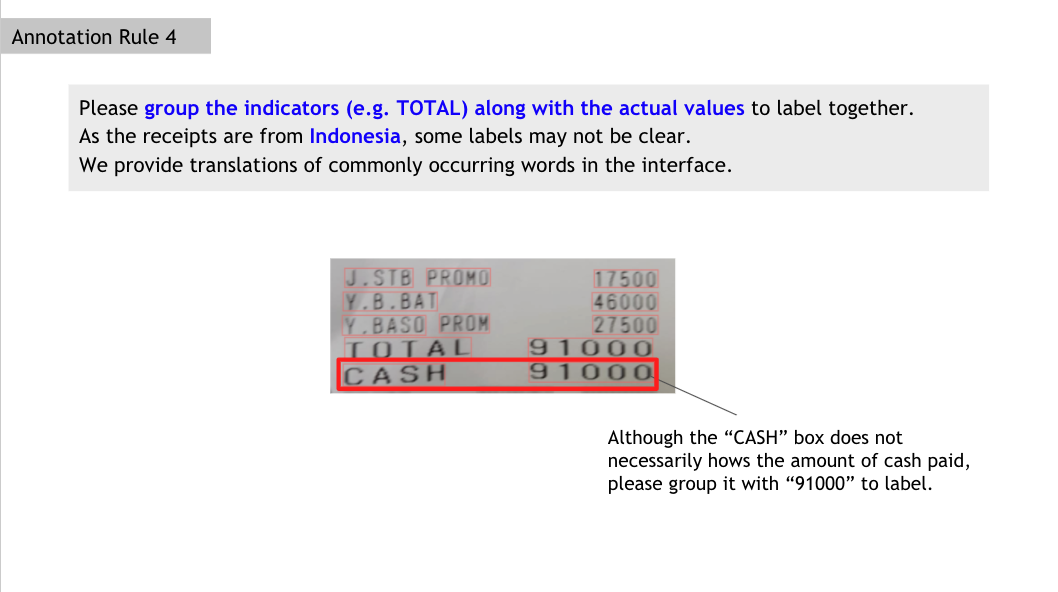 Annotation Rule 4
Please group the indicators (e.g. TOTAL) along with the actual values to label together.
As the receipts are from Indonesia, some labels may not be clear.
We provide translations of commonly occurring words in the interface.
J.STB PROMO 17500
Y.B.BAT 46000
Y.BASO PROM 27500
TOTAL 91000
CASH 91000
Although the “CASH” box does not
necessarily hows the amount of cash paid,
please group it with “91000” to label.